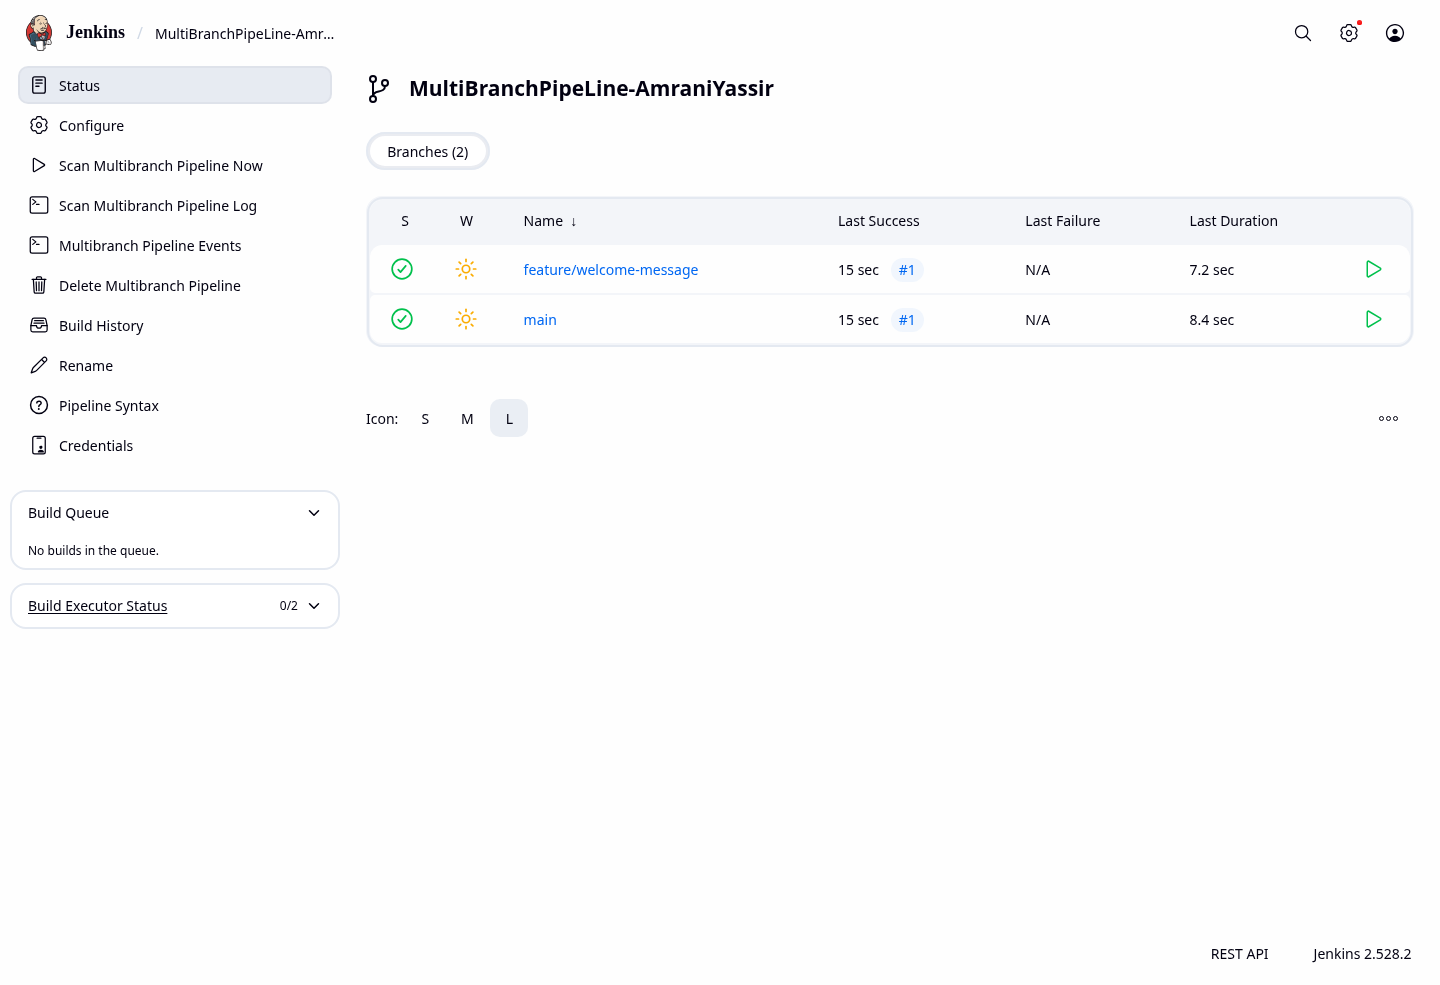 Jenkins / MultiBranchPipeLine-Amr...
Status
Configure
Scan Multibranch Pipeline Now
Scan Multibranch Pipeline Log
Multibranch Pipeline Events
Delete Multibranch Pipeline
Build History
Rename
Pipeline Syntax
Credentials
Build Queue
No builds in the queue.
Build Executor Status 0/2
MultiBranchPipeLine-AmraniYassir
Branches (2)
S W Name ↓ Last Success Last Failure Last Duration
feature/welcome-message 15 sec #1 N/A 7.2 sec
main 15 sec #1 N/A 8.4 sec
Icon: S M L
REST API Jenkins 2.528.2